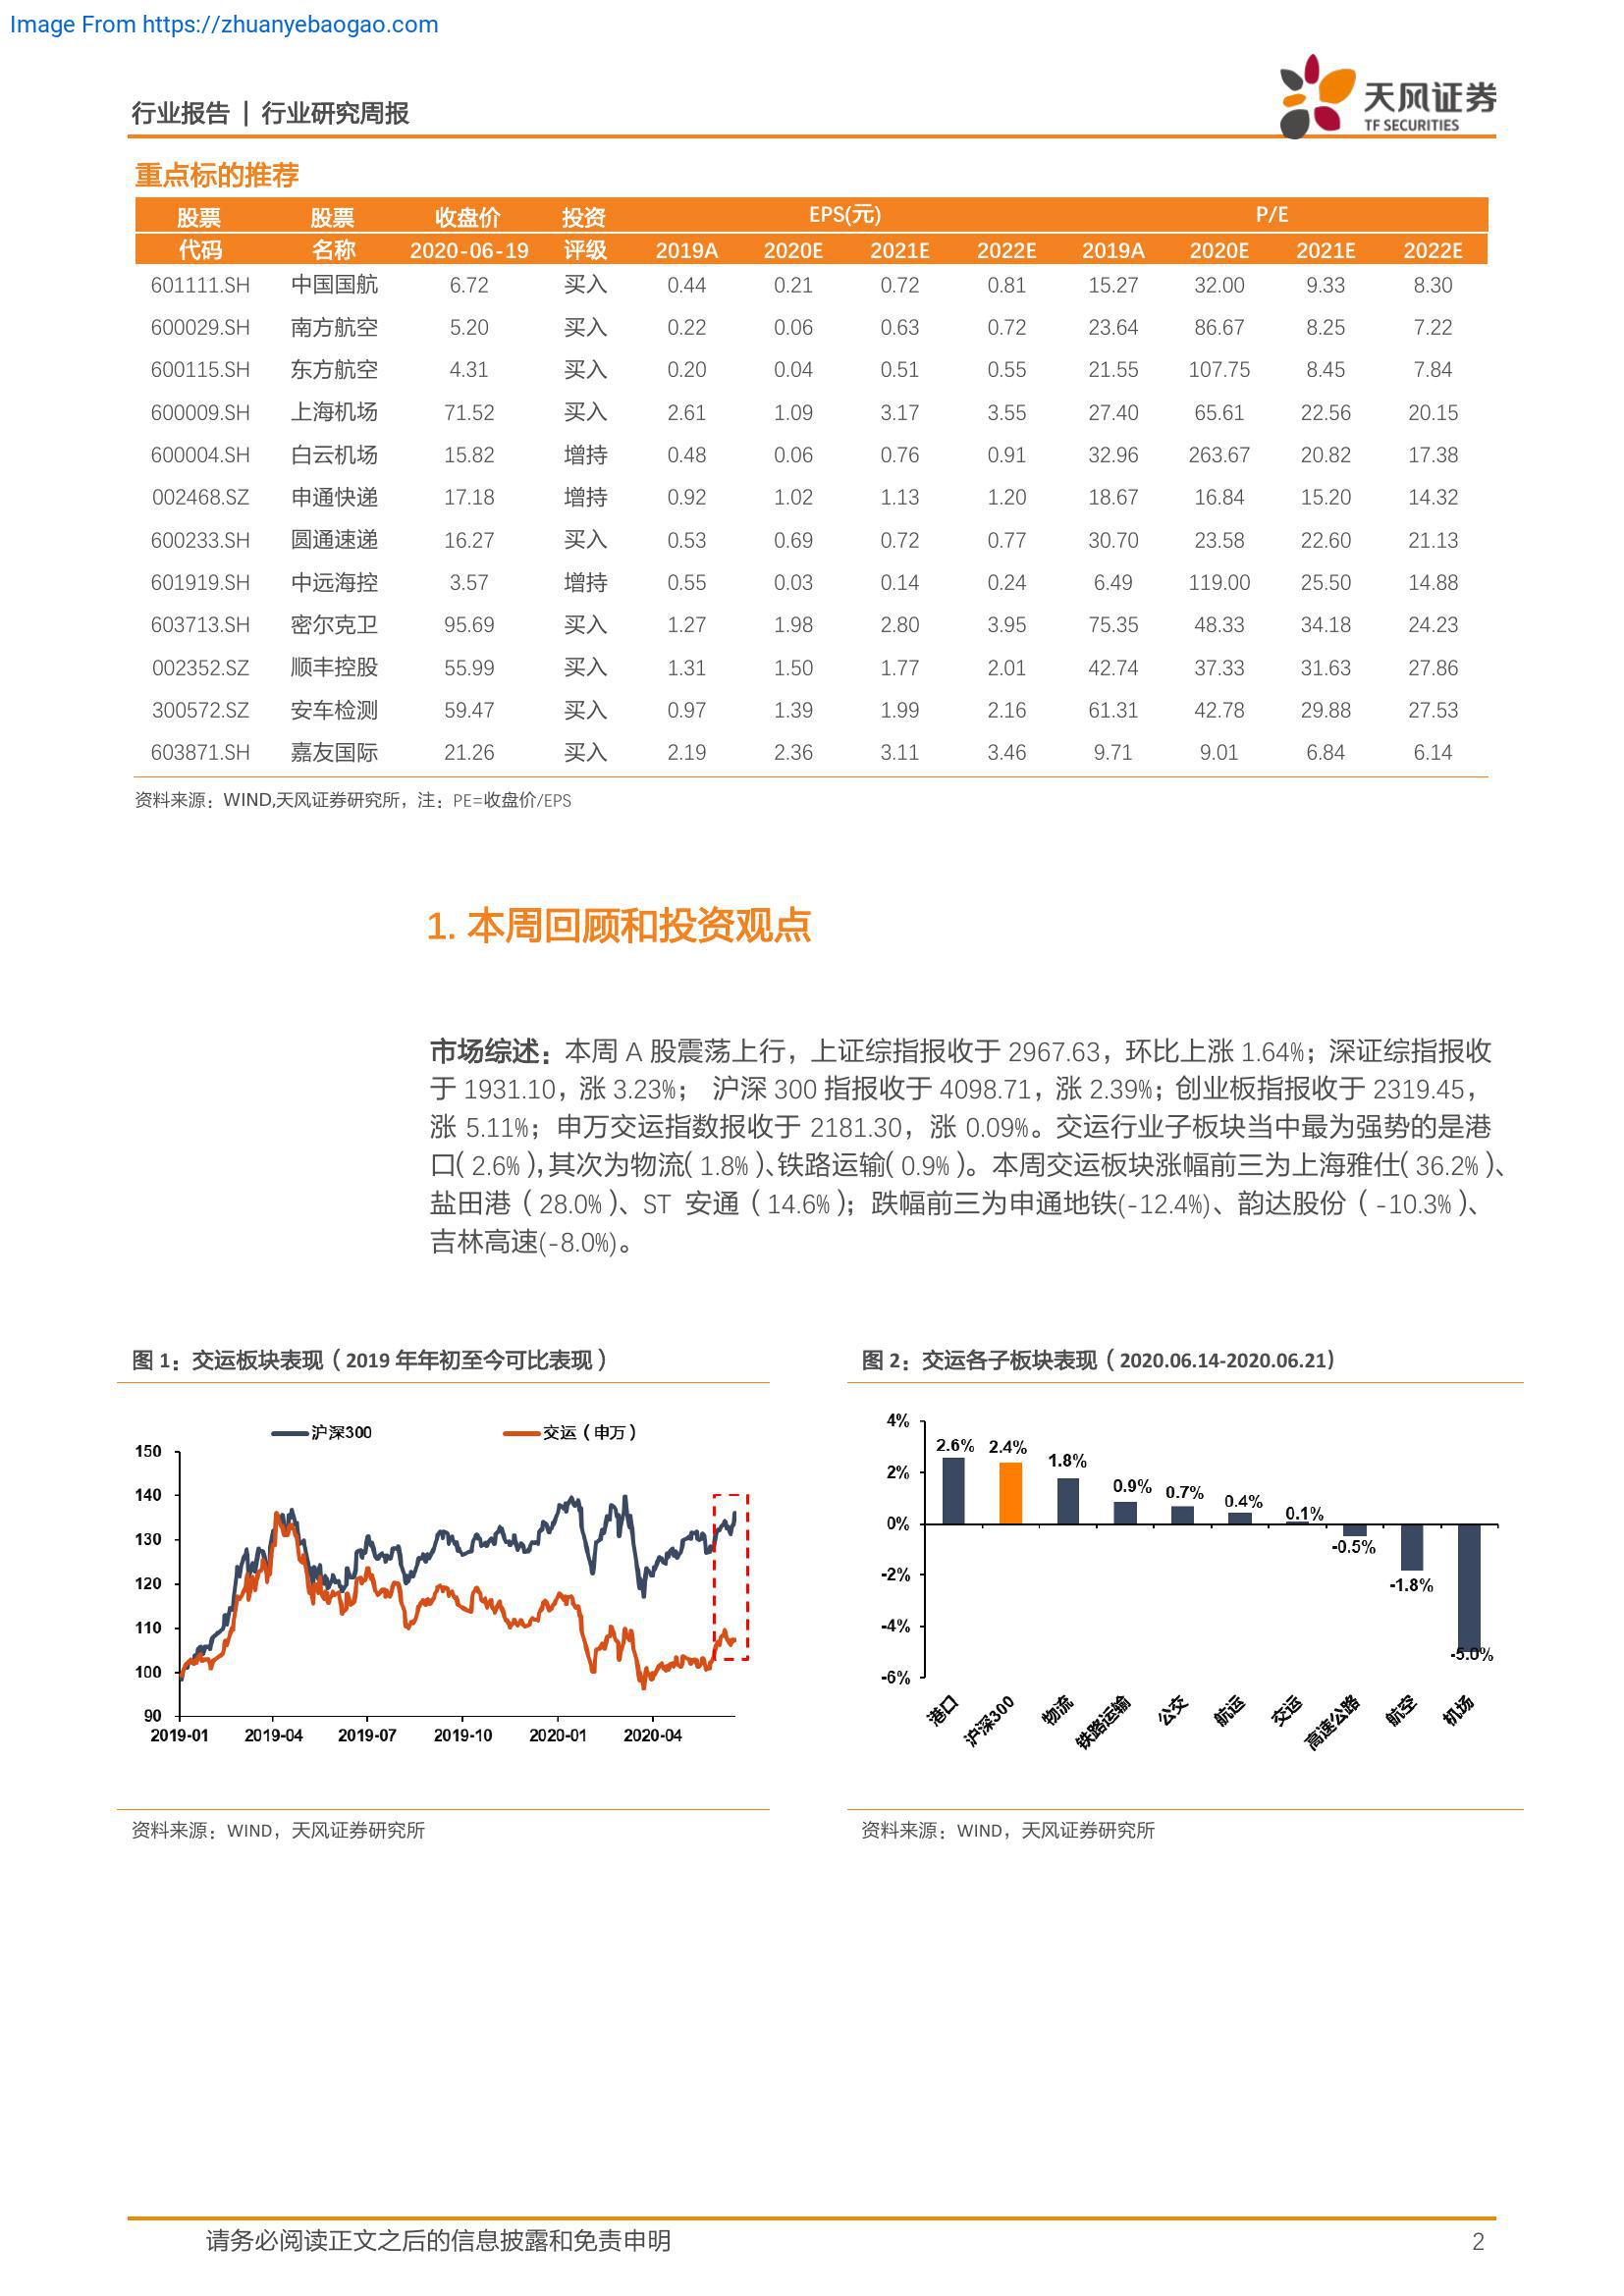 Image From https://zhuanyebaogao.com
行业报告 | 行业研究周报
天风证券
TF SECURITIES
重点标的推荐
股票 股票 收盘价 投资 EPS(元) P/E
代码 名称 2020-06-19 评级 2019A 2020E 2021E 2022E 2019A 2020E 2021E 2022E
601111.SH 中国国航 6.72 买入 0.44 0.21 0.72 0.81 15.27 32.00 9.33 8.30
600029.SH 南方航空 5.20 买入 0.22 0.06 0.63 0.72 23.64 86.67 8.25 7.22
600115.SH 东方航空 4.31 买入 0.20 0.04 0.51 0.55 21.55 107.75 8.45 7.84
600009.SH 上海机场 71.52 买入 2.61 1.09 3.17 3.55 27.40 65.61 22.56 20.15
600004.SH 白云机场 15.82 增持 0.48 0.06 0.76 0.91 32.96 263.67 20.82 17.38
002468.SZ 申通快递 17.18 增持 0.92 1.02 1.13 1.20 18.67 16.84 15.20 14.32
600233.SH 圆通速递 16.27 买入 0.53 0.69 0.72 0.77 30.70 23.58 22.60 21.13
601919.SH 中远海控 3.57 增持 0.55 0.03 0.14 0.24 6.49 119.00 25.50 14.88
603713.SH 密尔克卫 95.69 买入 1.27 1.98 2.80 3.95 75.35 48.33 34.18 24.23
002352.SZ 顺丰控股 55.99 买入 1.31 1.50 1.77 2.01 42.74 37.33 31.63 27.86
300572.SZ 安车检测 59.47 买入 0.97 1.39 1.99 2.16 61.31 42.78 29.88 27.53
603871.SH 嘉友国际 21.26 买入 2.19 2.36 3.11 3.46 9.71 9.01 6.84 6.14
资料来源：WIND,天风证券研究所，注：PE=收盘价/EPS
1. 本周回顾和投资观点
市场综述：本周 A 股震荡上行，上证综指报收于 2967.63，环比上涨 1.64%；深证综指报收
于 1931.10，涨 3.23%； 沪深 300 指报收于 4098.71，涨 2.39%；创业板指报收于 2319.45，
涨 5.11%；申万交运指数报收于 2181.30，涨 0.09%。交运行业子板块当中最为强势的是港
口（2.6%），其次为物流（1.8%）、铁路运输（0.9%）。本周交运板块涨幅前三为上海雅仕（36.2%）、
盐田港（28.0%）、ST 安通（14.6%）；跌幅前三为申通地铁(-12.4%)、韵达股份（-10.3%）、
吉林高速(-8.0%)。
图 1：交运板块表现（2019 年年初至今可比表现）
沪深300 交运（申万）
150
140
130
120
110
100
90
2019-01 2019-04 2019-07 2019-10 2020-01 2020-04
资料来源：WIND，天风证券研究所
图 2：交运各子板块表现（2020.06.14-2020.06.21)
4%
2%
0%
-2%
-4%
-6%
2.6% 2.4% 1.8% 0.9% 0.7% 0.4% 0.1% -0.5% -1.8% -5.0%
港口 沪深300 物流 铁路运输 公交 航运 交运 高速公路 航空 机场
资料来源：WIND，天风证券研究所
请务必阅读正文之后的信息披露和免责申明 2